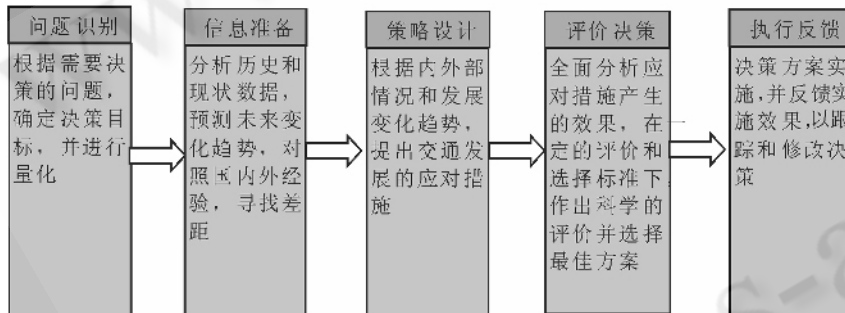 问题识别
根据需要决
策的问题，
确定决策目
标，并进行
量化
信息准备
分析历史和
现状数据，
预测未来变
化趋势，对
照国内外经
验，寻找差
距
策略设计
根据内外部
情况和发展
变化趋势，
提出交通发
展的应对措
施
评价决策
全面分析应
对措施产生
的效果，在一
定的评价和
选择标准下，
作出科学的
评价并选择
最佳方案
执行反馈
决策方案实
施，并反馈实
施效果，以跟
踪和修改决
策